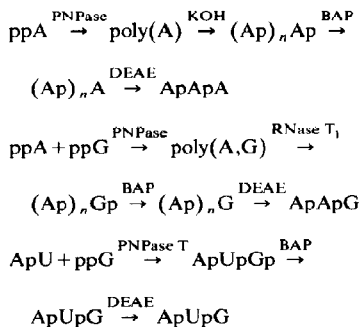 ppA PNPase → poly(A) KOH → (Ap)ₙAp BAP →
(Ap)ₙA DEAE → ApApA
ppA + ppG PNPase → poly(A,G) RNase T₁ →
(Ap)ₙGp BAP → (Ap)ₙG DEAE → ApApG
ApU + ppG PNPase T → ApUpGp BAP →
ApUpG DEAE → ApUpG